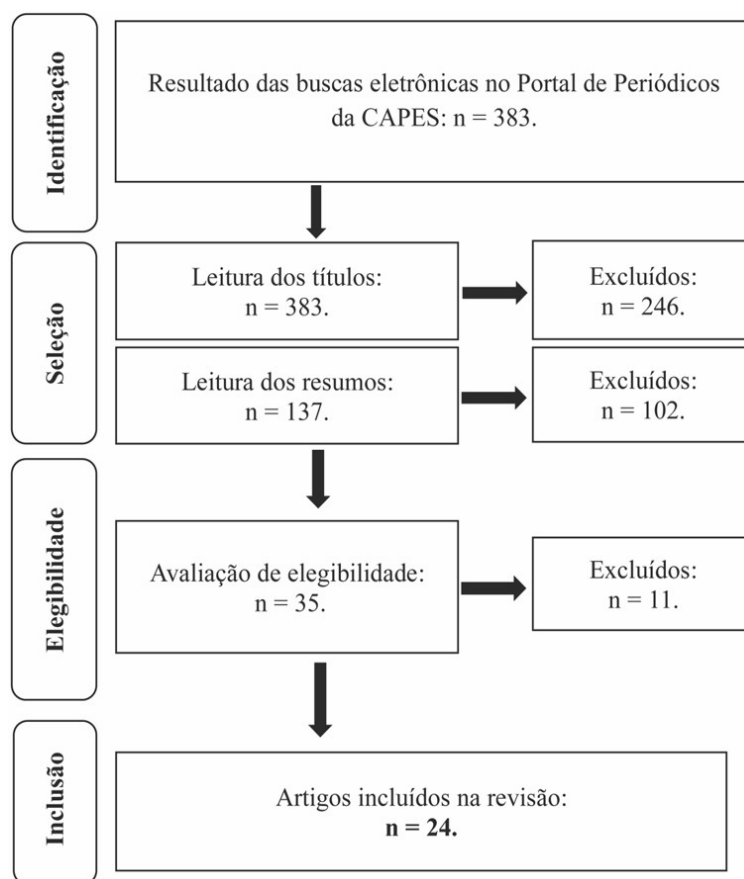 Identificação
Resultado das buscas eletrônicas no Portal de Periódicos
da CAPES: n = 383.
Seleção
Leitura dos títulos:
n = 383.
Excluídos:
n = 246.
Leitura dos resumos:
n = 137.
Excluídos:
n = 102.
Elegibilidade
Avaliação de elegibilidade:
n = 35.
Excluídos:
n = 11.
Inclusão
Artigos incluídos na revisão:
n = 24.